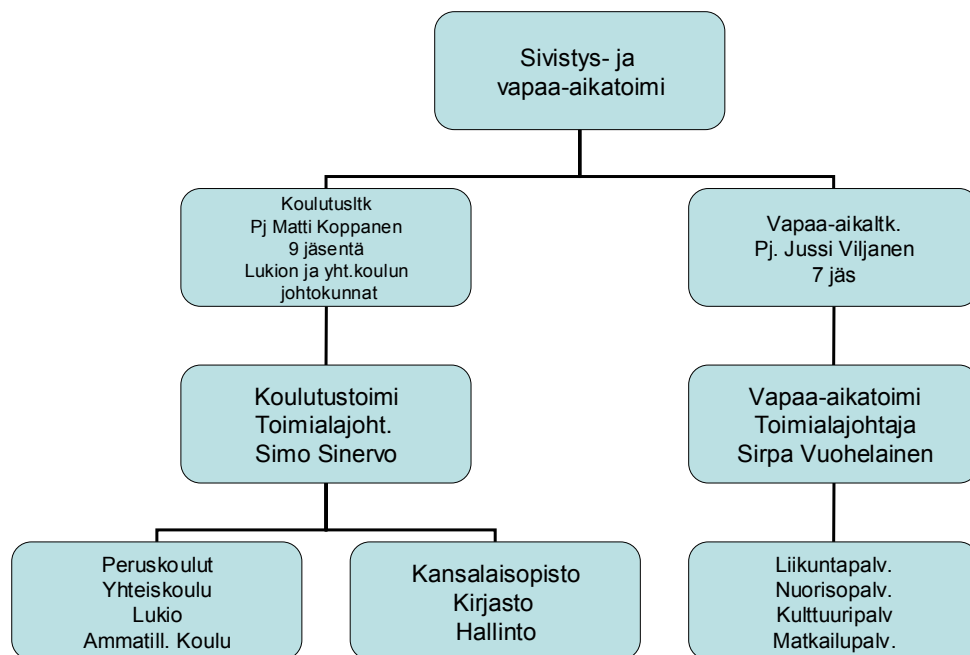 Sivistys- ja
vapaa-aikatoimi
Koulutusltk
Pj Matti Koppanen
9 jäsentä
Lukion ja yht.koulun
johtokunnat
Vapaa-aikaltk.
Pj. Jussi Viljanen
7 jäs
Koulutustoimi
Toimialajoht.
Simo Sinervo
Vapaa-aikatoimi
Toimialajohtaja
Sirpa Vuohelainen
Peruskoulut
Yhteiskoulu
Lukio
Ammatill. Koulu
Kansalaisopisto
Kirjasto
Hallinto
Liikuntapalv.
Nuorisopalv.
Kulttuuripalv
Matkailupalv.